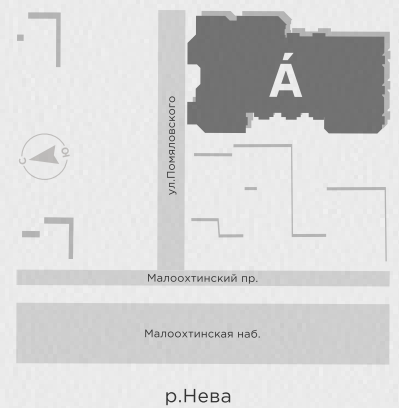 Á
ул.Помяловского
С
Ю
Малоохтинский пр.
Малоохтинская наб.
р.Нева